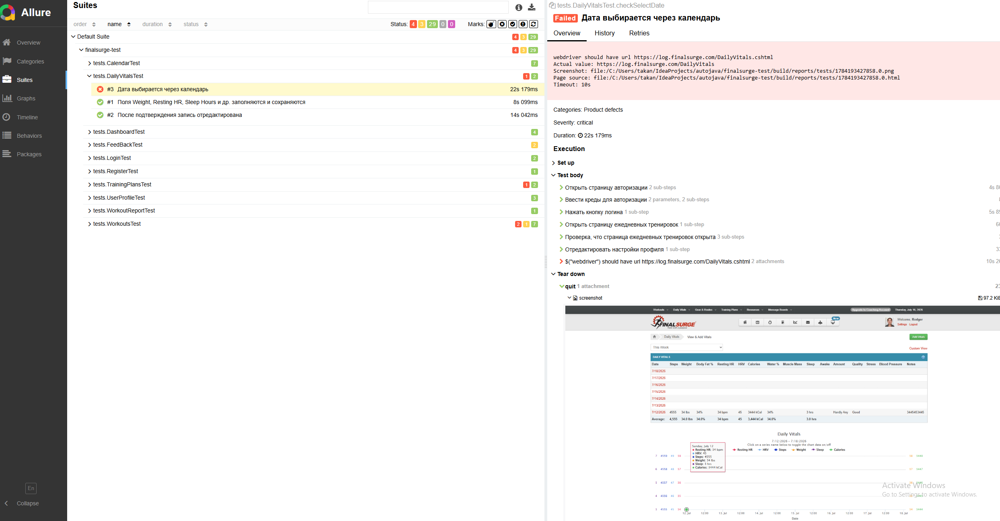 Allure
Overview
Categories
Suites
Graphs
Timeline
Behaviors
Packages
En
Collapse
Suites
order name duration status Status: 4 3 29 0 0 Marks:
Default Suite 4 3 29
finalsurge-test 4 3 29
tests.CalendarTest 7
tests.DailyVitalsTest 1 2
#3 Дата выбирается через календарь 22s 179ms
#1 Поля Weight, Resting HR, Sleep Hours и др. заполняются и сохраняются 8s 099ms
#2 После подтверждения запись отредактирована 14s 042ms
tests.DashboardTest 4
tests.FeedBackTest 2
tests.LoginTest 2
tests.RegisterTest 1
tests.TrainingPlansTest 1 2
tests.UserProfileTest 3
tests.WorkoutReportTest 1
tests.WorkoutsTest 2 1 7
tests.DailyVitalsTest.checkSelectDate
Failed Дата выбирается через календарь
Overview History Retries
webdriver should have url https://log.finalsurge.com/DailyVitals.cshtml
Actual value: https://log.finalsurge.com/DailyVitals
Screenshot: file:/C:/Users/takan/IdeaProjects/autojava/finalsurge-test/build/reports/tests/1784193427858.0.png
Page source: file:/C:/Users/takan/IdeaProjects/autojava/finalsurge-test/build/reports/tests/1784193427858.0.html
Timeout: 10s
Categories: Product defects
Severity: critical
Duration: 22s 179ms
Execution
Set up
Test body
Открыть страницу авторизации 2 sub-steps 4s
Ввести креды для авторизации 2 parameters, 2 sub-steps
Нажать кнопку логина 1 sub-step 5s
Открыть страницу ежедневных тренировок 1 sub-step
Проверка, что страница ежедневных тренировок открыта 3 sub-steps
Отредактировать настройки профиля 1 sub-step
$("webdriver") should have url https://log.finalsurge.com/DailyVitals.cshtml 2 attachments 10s
Tear down
quit 1 attachment
screenshot 97.2 KiB
Workouts Daily Vitals Gear & Routes Training Plans Resources Message Boards Upgrade to Coaching Account Thursday, July 16, 2026
FINALSURGE
Train with a purpose
New
Welcome, Rodger
Settings - Logout
Daily Vitals View & Add Vitals Add Vitals
This Week Custom View
DAILY VITALS
Date Steps Weight Body Fat % Resting HR HRV Calories Water % Muscle Mass Sleep Awake Amount Quality Stress Blood Pressure Notes
7/18/2026
7/17/2026
7/16/2026
7/15/2026
7/14/2026
7/13/2026
7/12/2026 4555 34 lbs 34% 34 bpm 45 3444 kCal 34% 3 hrs Hardly Any Good 3445453445
Average: 4,555 34.0 lbs 34.0% 34 bpm 45 3,444 kCal 34.0% 3.0 hrs
Daily Vitals
7/12/2026 - 7/18/2026
Click on a series name below to toggle the chart data on/off
Resting HR HRV Steps Weight Sleep Calories
Sunday, July 12
Resting HR: 34 bpm
HRV: 45
Steps: 4555
Weight: 34 lbs
Sleep: 3 hrs
Calories: 3444 kCal
7 4559 49 38 38 3448
6 4558 48 37 37 3447
5 4557 47 36 36 3446
4 4556 46 35
3 4555 45 34 34 3444
12. Jul 12:00 13. Jul 12:00 14. Jul 12:00 15. Jul 12:00 16. Jul 12:00 17. Jul 12:00 18. Jul
Date
Activate Windows
Go to Settings to activate Windows.